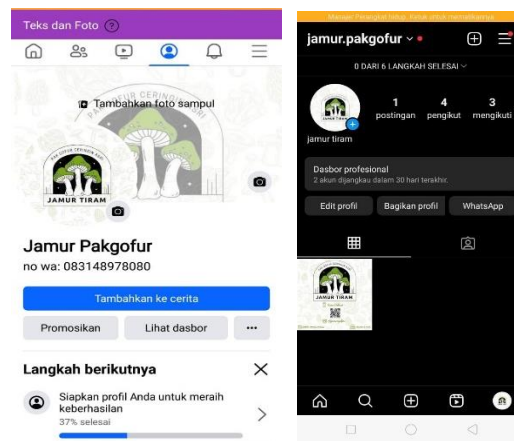 Teks dan Foto ?
Tambahkan foto sampul
JAMUR TIRAM
Jamur Pakgofur
no wa: 083148978080
Tambahkan ke cerita
Promosikan
Lihat dasbor
Langkah berikutnya
Siapkan profil Anda untuk meraih
keberhasilan
37% selesai
jamur.pakgofur
0 DARI 6 LANGKAH SELESAI
1
4
3
postingan
pengikut
mengikuti
jamur tiram
Dasbor profesional
2 akun dijangkau dalam 30 hari terakhir.
Edit profil
Bagikan profil
WhatsApp
JAMUR TIRAM